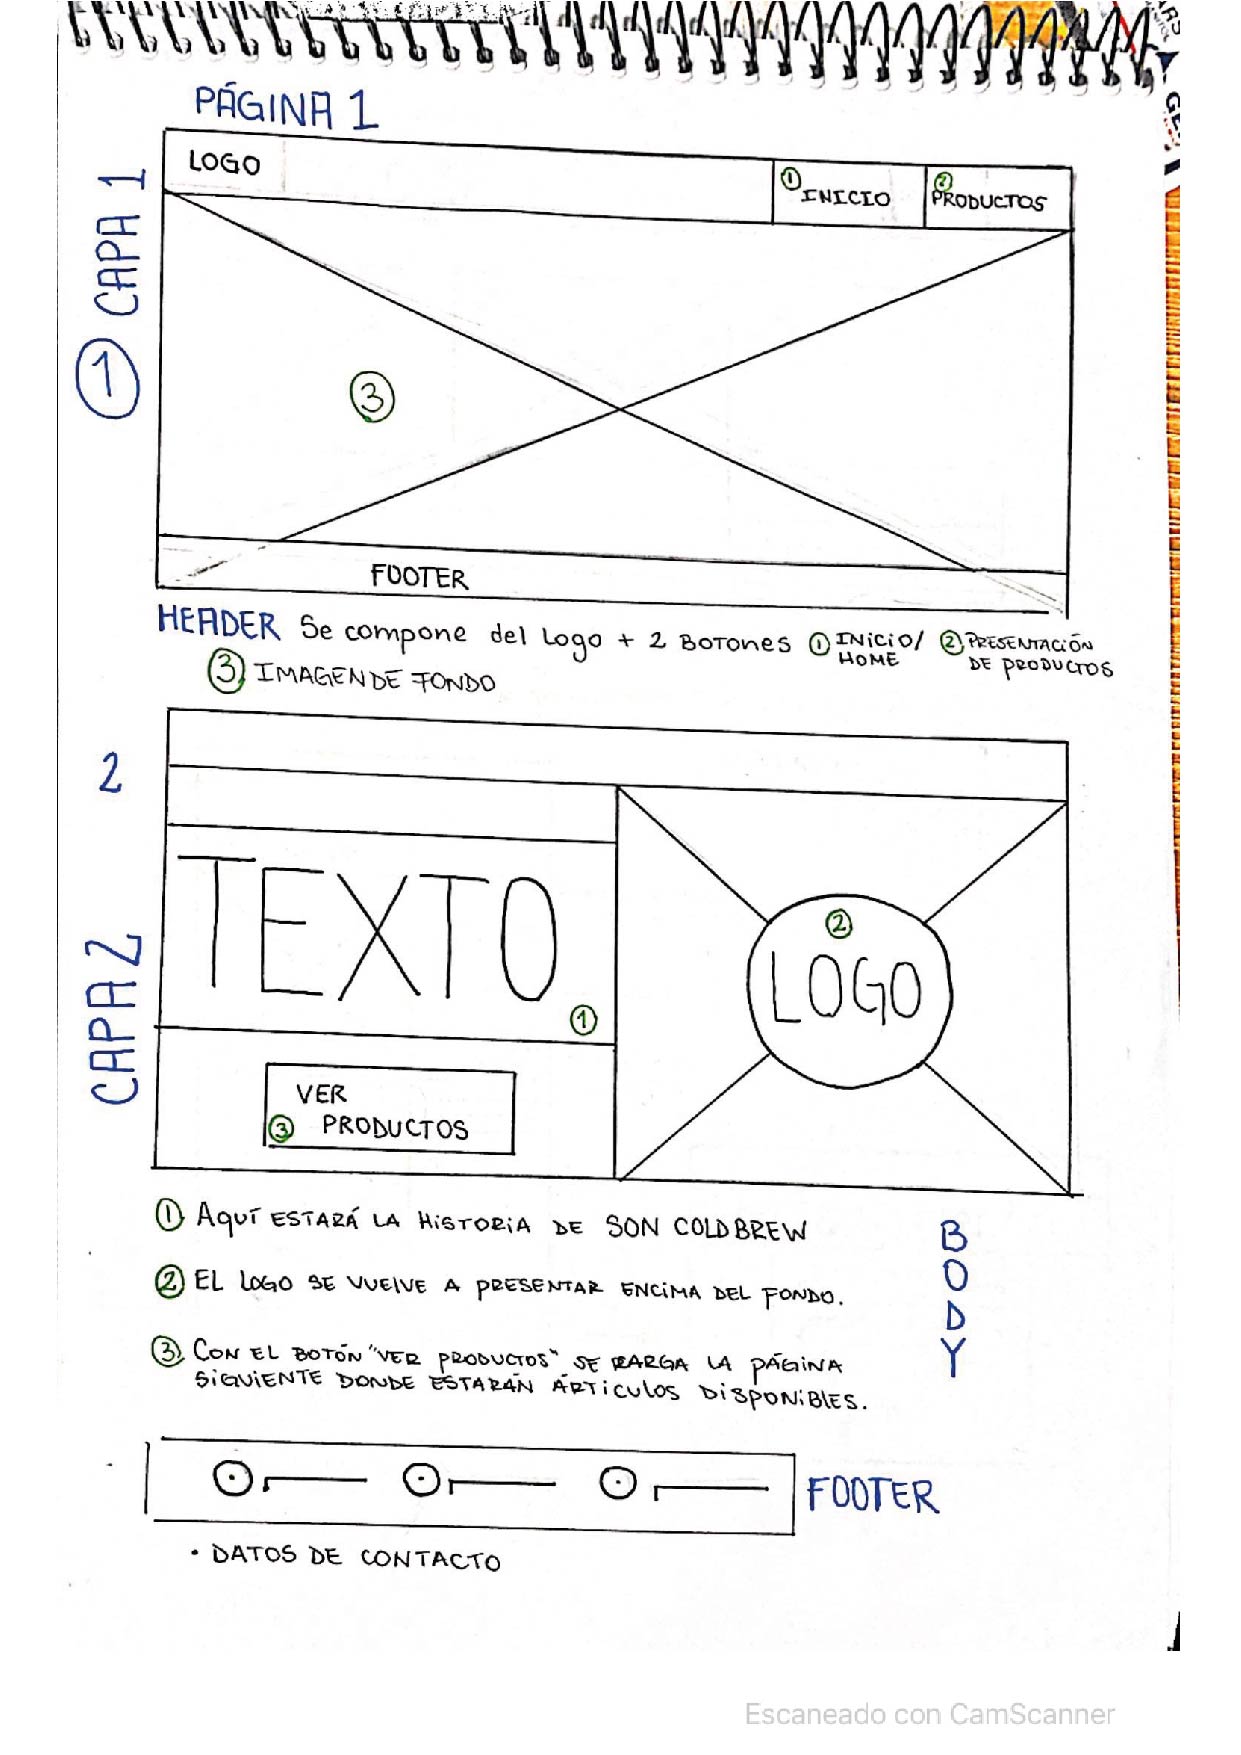 PÁGINA 1
① CAPA 1
LOGO
① INICIO
② PRODUCTOS
③
FOOTER
HEADER Se compone del Logo + 2 BOTONES ① INICIO/ HOME ② PRESENTACIÓN DE PRODUCTOS
③ IMAGEN DE FONDO
2
CAPA 2
TEXTO
①
② LOGO
VER
③ PRODUCTOS
① AQUÍ ESTARÁ LA HISTORIA DE SON COLDBREW
② EL LOGO SE VUELVE A PRESENTAR ENCIMA DEL FONDO.
③ CON EL BOTÓN "VER PRODUCTOS" SE CARGA LA PÁGINA
SIGUIENTE DONDE ESTARÁN ÁRTICULOS DISPONIBLES.
BODY
FOOTER
• DATOS DE CONTACTO
Escaneado con CamScanner